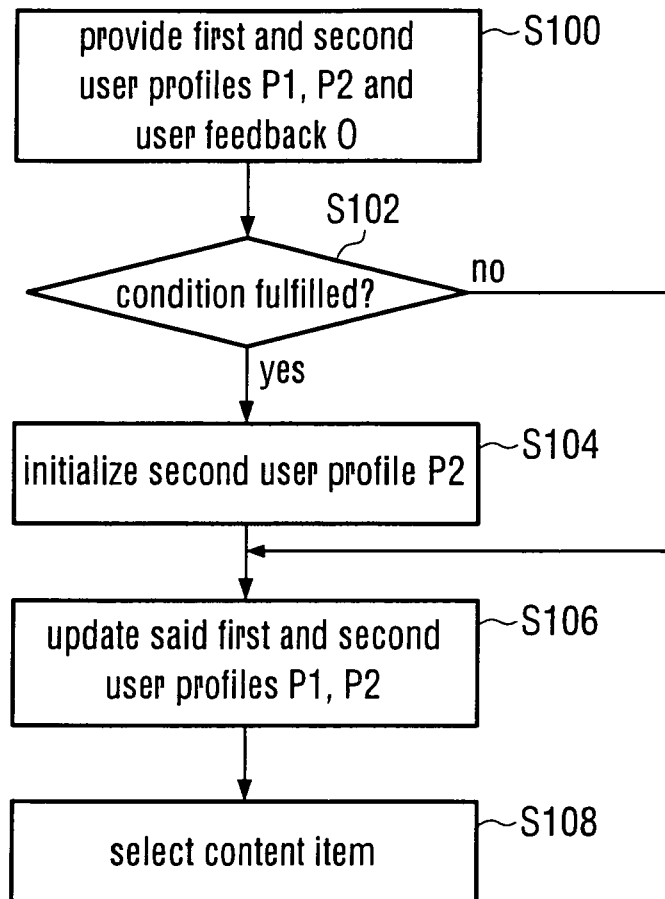 provide first and second
user profiles P1, P2 and
user feedback O
S100
S102
condition fulfilled?
no
yes
initialize second user profile P2
S104
update said first and second
user profiles P1, P2
S106
select content item
S108